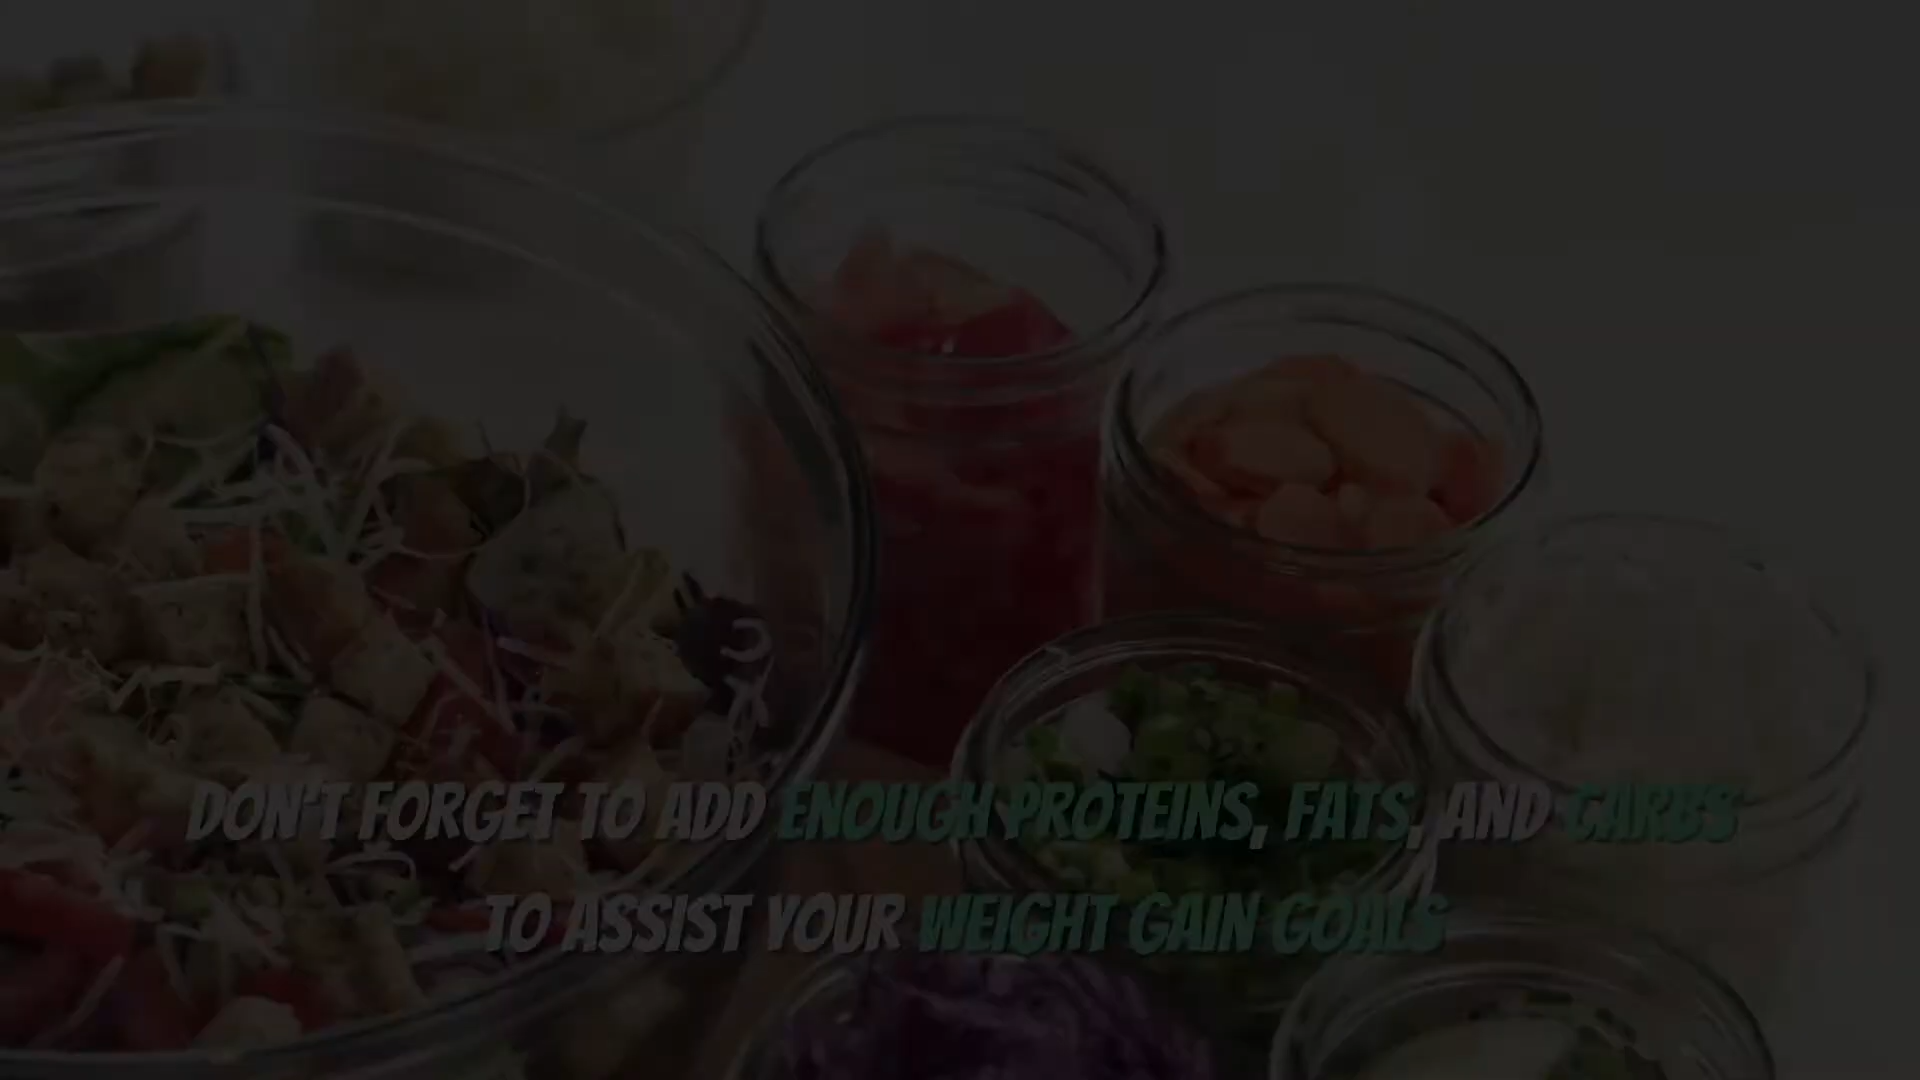 DON'T FORGET TO ADD ENOUGH PROTEINS, FATS, AND CARBS
TO ASSIST YOUR WEIGHT GAIN GOALS